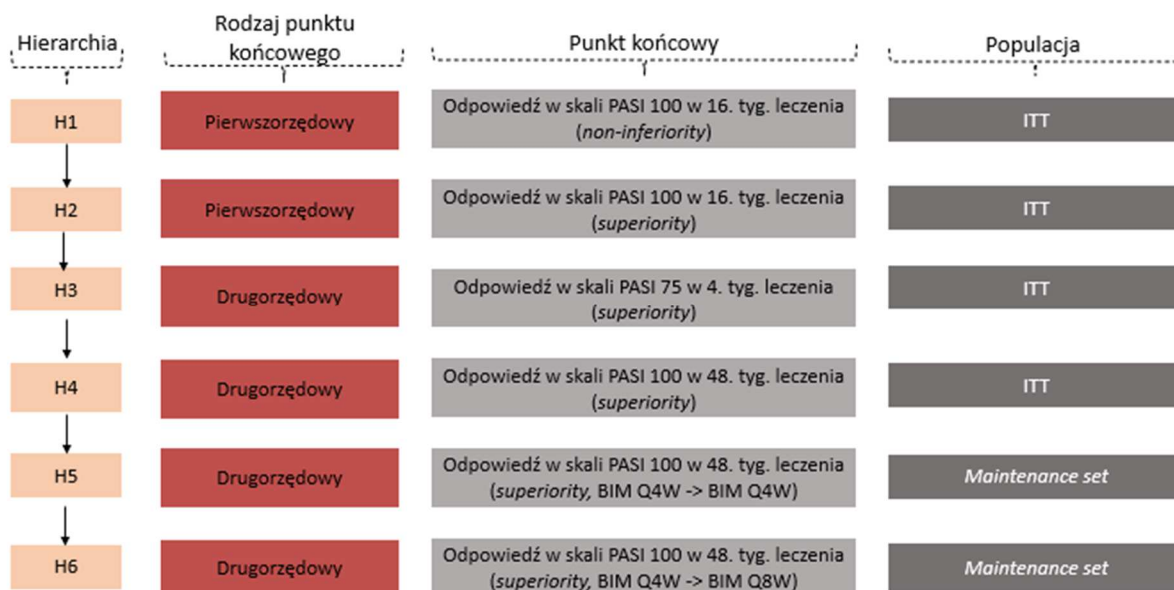 Hierarchia
Rodzaj punktu
końcowego
Punkt końcowy
Populacja
H1
Pierwszorzędowy
Odpowiedź w skali PASI 100 w 16. tyg. leczenia
(non-inferiority)
ITT
H2
Pierwszorzędowy
Odpowiedź w skali PASI 100 w 16. tyg. leczenia
(superiority)
ITT
H3
Drugorzędowy
Odpowiedź w skali PASI 75 w 4. tyg. leczenia
(superiority)
ITT
H4
Drugorzędowy
Odpowiedź w skali PASI 100 w 48. tyg. leczenia
(superiority)
ITT
H5
Drugorzędowy
Odpowiedź w skali PASI 100 w 48. tyg. leczenia
(superiority, BIM Q4W -> BIM Q4W)
Maintenance set
H6
Drugorzędowy
Odpowiedź w skali PASI 100 w 48. tyg. leczenia
(superiority, BIM Q4W -> BIM Q8W)
Maintenance set